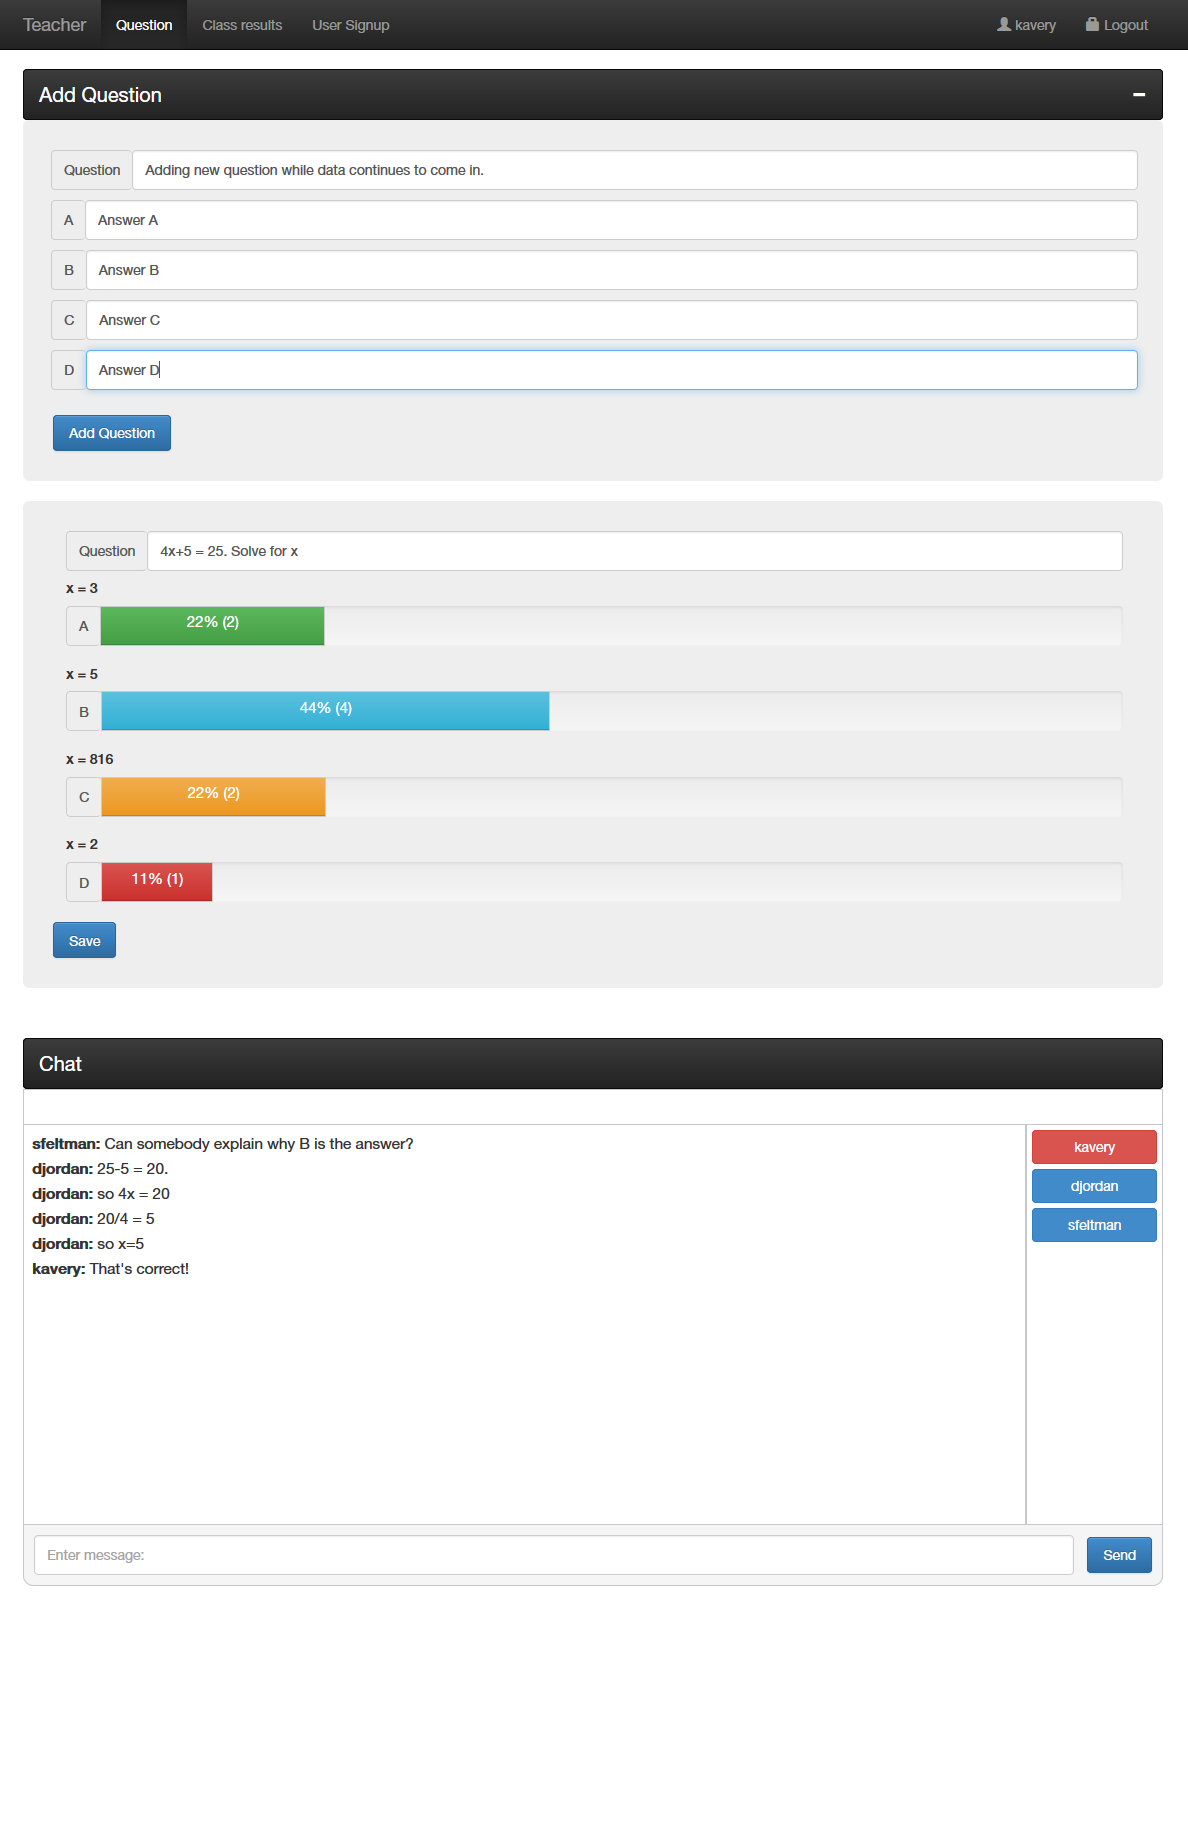 Teacher Question Class results User Signup kavery Logout
Add Question
Question Adding new question while data continues to come in.
A Answer A
B Answer B
C Answer C
D Answer D
Add Question
Question 4x+5 = 25. Solve for x
x = 3
A 22% (2)
x = 5
B 44% (4)
x = 816
C 22% (2)
x = 2
D 11% (1)
Save
Chat
sfeltman: Can somebody explain why B is the answer?
djordan: 25-5 = 20.
djordan: so 4x = 20
djordan: 20/4 = 5
djordan: so x=5
kavery: That's correct!
kavery
djordan
sfeltman
Enter message: Send